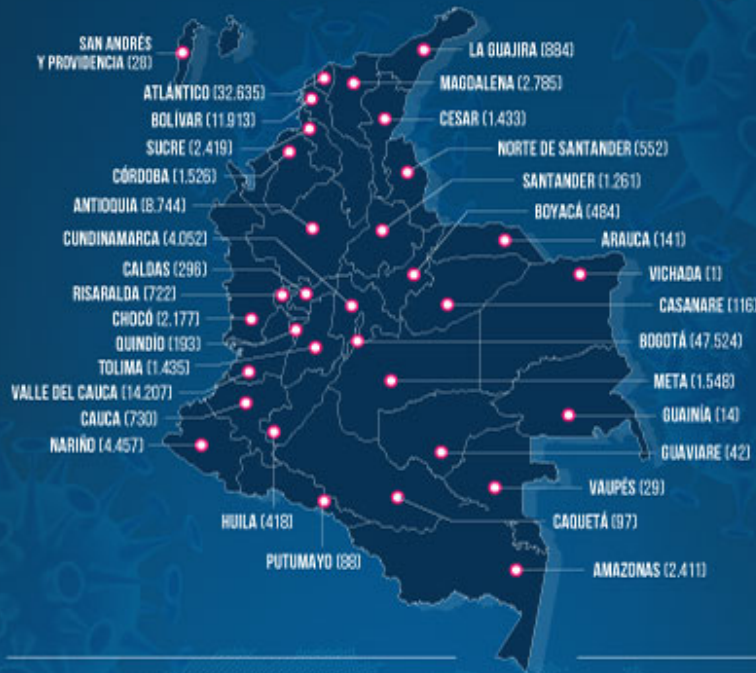 SAN ANDRÉS
Y PROVIDENCIA (28)
ATLÁNTICO (32.635)
BOLÍVAR (11.913)
SUCRE (2.419)
CÓRDOBA (1.526)
ANTIOQUIA (8.744)
CUNDINAMARCA (4.052)
CALDAS (296)
RISARALDA (722)
CHOCÓ (2.177)
QUINDÍO (193)
TOLIMA (1.435)
VALLE DEL CAUCA (14.207)
CAUCA (730)
NARIÑO (4.457)
HUILA (418)
PUTUMAYO (88)
LA GUAJIRA (884)
MAGDALENA (2.785)
CESAR (1.433)
NORTE DE SANTANDER (552)
SANTANDER (1.261)
BOYACÁ (484)
ARAUCA (141)
VICHADA (1)
CASANARE (116)
BOGOTÁ (47.524)
META (1.548)
GUAINÍA (14)
GUAVIARE (42)
VAUPÉS (29)
CAQUETÁ (97)
AMAZONAS (2.411)